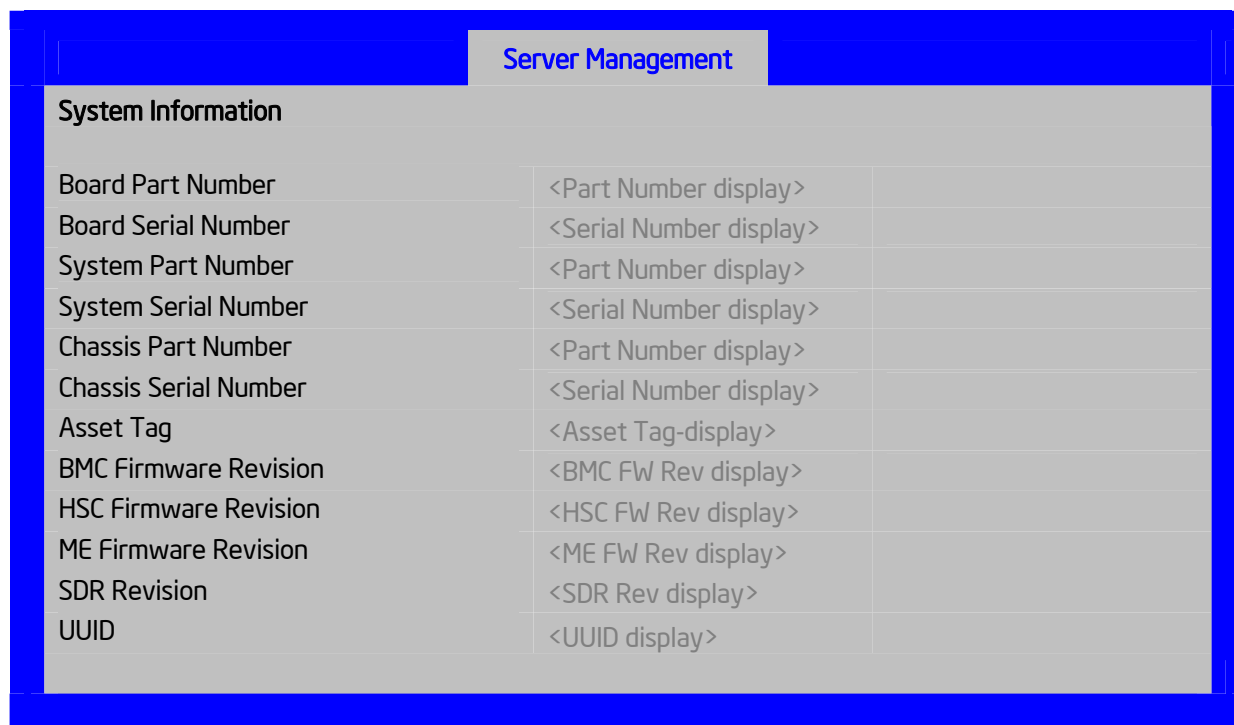 Server Management
System Information
Board Part Number <Part Number display>
Board Serial Number <Serial Number display>
System Part Number <Part Number display>
System Serial Number <Serial Number display>
Chassis Part Number <Part Number display>
Chassis Serial Number <Serial Number display>
Asset Tag <Asset Tag-display>
BMC Firmware Revision <BMC FW Rev display>
HSC Firmware Revision <HSC FW Rev display>
ME Firmware Revision <ME FW Rev display>
SDR Revision <SDR Rev display>
UUID <UUID display>